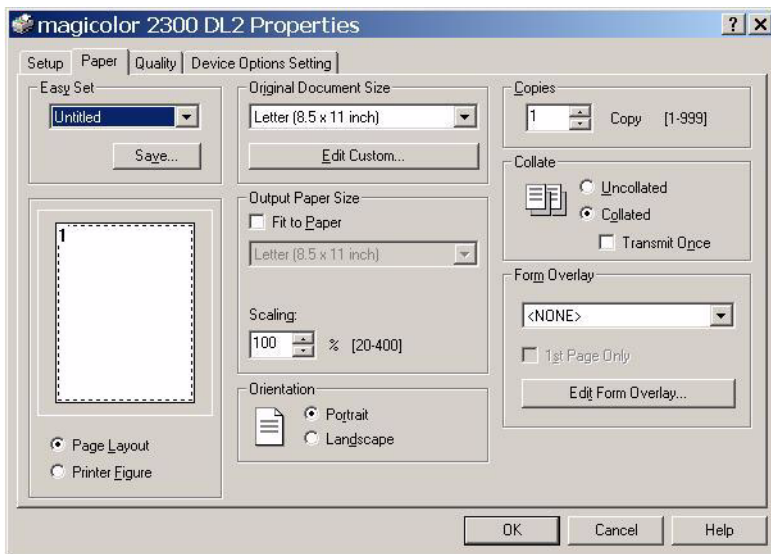 magicolor 2300 DL2 Properties
Setup
Paper
Quality
Device Options Setting
Easy Set
Untitled
Save...
1
Page Layout
Printer Figure
Original Document Size
Letter (8.5 x 11 inch)
Edit Custom...
Output Paper Size
Fit to Paper
Letter (8.5 x 11 inch)
Scaling:
100 % [20-400]
Orientation
Portrait
Landscape
Copies
1 Copy [1-999]
Collate
Uncollated
Collated
Transmit Once
Form Overlay
<NONE>
1st Page Only
Edit Form Overlay...
OK
Cancel
Help